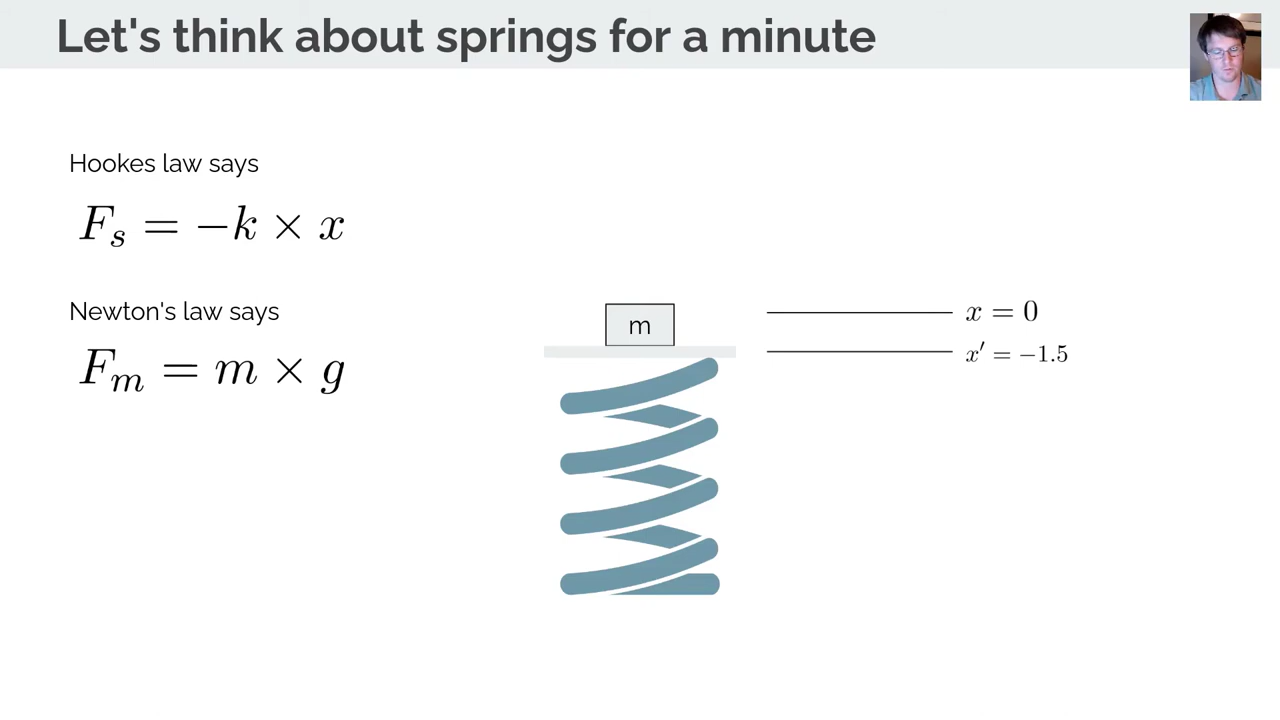 Let's think about springs for a minute
Hookes law says
F_s = −k × x
Newton's law says
F_m = m × g
m
x = 0
x′ = −1.5